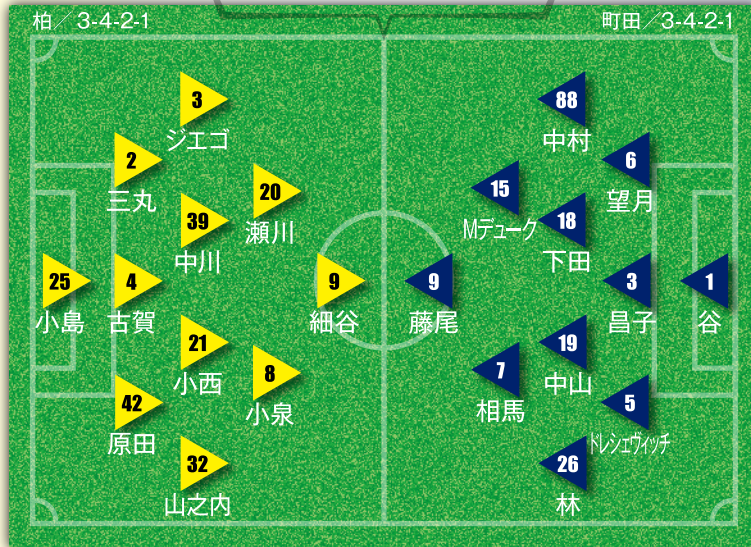 柏／3-4-2-1
町田／3-4-2-1
3
ジエゴ
2
三丸
20
瀬川
39
中川
25
小島
4
古賀
9
細谷
21
小西
8
小泉
42
原田
32
山之内
88
中村
6
望月
15
Mデューク
18
下田
9
藤尾
3
昌子
1
谷
19
中山
7
相馬
5
ドレシェヴィッチ
26
林